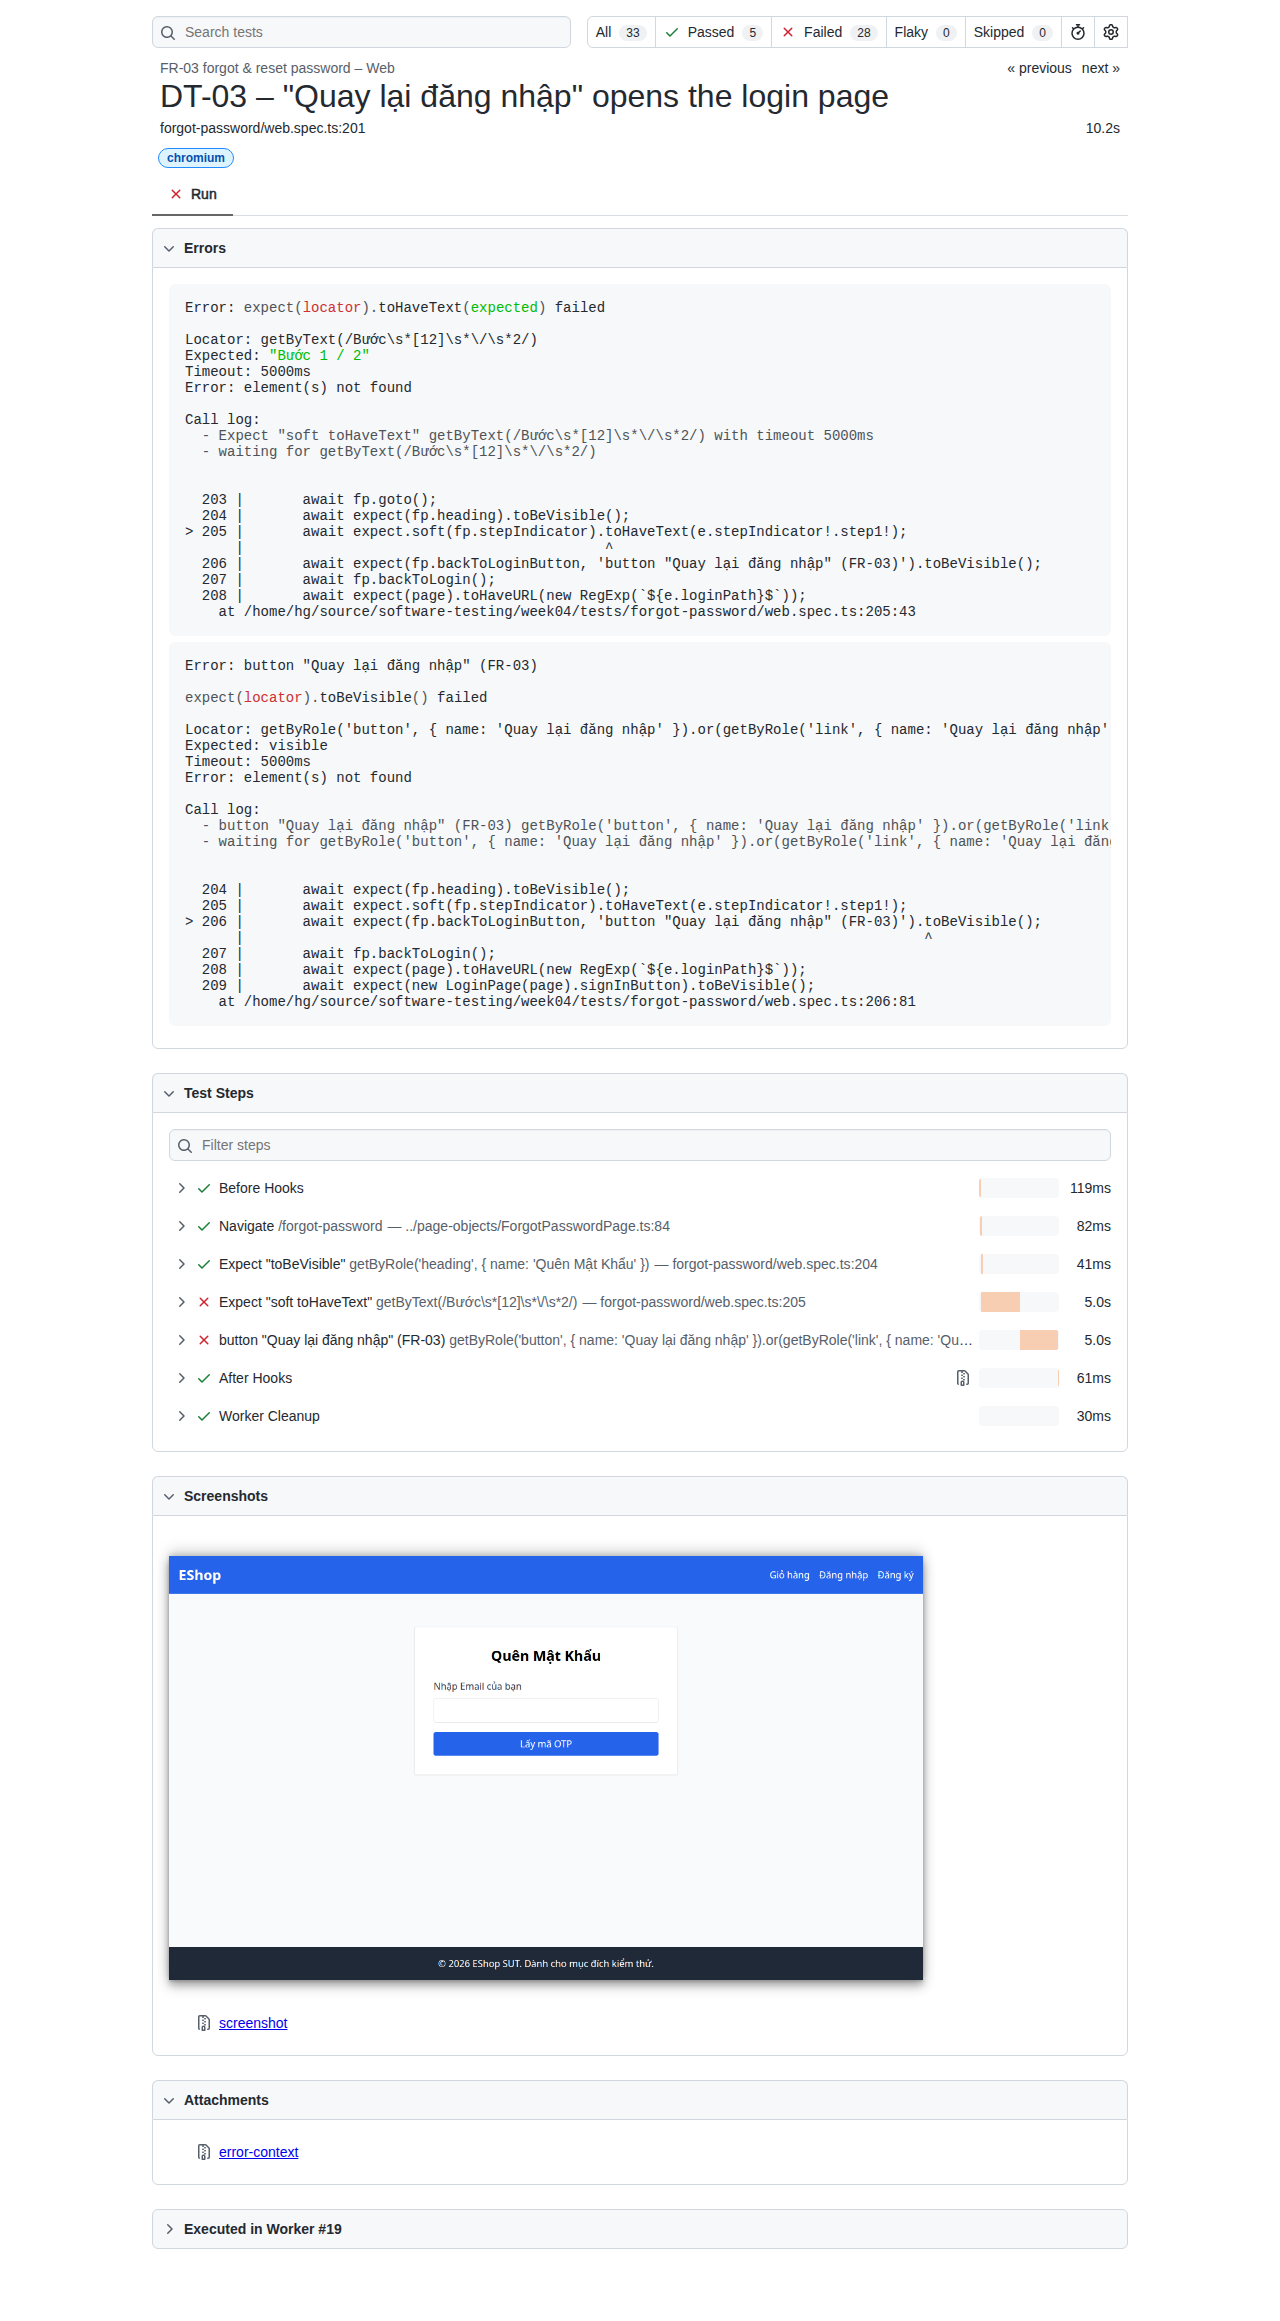 Search tests
All 33
Passed 5
Failed 28
Flaky 0
Skipped 0
FR-03 forgot & reset password – Web
« previous next »
DT-03 – "Quay lại đăng nhập" opens the login page
forgot-password/web.spec.ts:201
10.2s
chromium
Run
Errors
Error: expect(locator).toHaveText(expected) failed
Locator: getByText(/Bước\s*[12]\s*\/\s*2/)
Expected: "Bước 1 / 2"
Timeout: 5000ms
Error: element(s) not found
Call log:
- Expect "soft toHaveText" getByText(/Bước\s*[12]\s*\/\s*2/) with timeout 5000ms
- waiting for getByText(/Bước\s*[12]\s*\/\s*2/)
203 | await fp.goto();
204 | await expect(fp.heading).toBeVisible();
> 205 | await expect.soft(fp.stepIndicator).toHaveText(e.stepIndicator!.step1!);
| ^
206 | await expect(fp.backToLoginButton, 'button "Quay lại đăng nhập" (FR-03)').toBeVisible();
207 | await fp.backToLogin();
208 | await expect(page).toHaveURL(new RegExp(`${e.loginPath}$`));
at /home/hg/source/software-testing/week04/tests/forgot-password/web.spec.ts:205:43
Error: button "Quay lại đăng nhập" (FR-03)
expect(locator).toBeVisible() failed
Locator: getByRole('button', { name: 'Quay lại đăng nhập' }).or(getByRole('link', { name: 'Quay lại đăng nhập'
Expected: visible
Timeout: 5000ms
Error: element(s) not found
Call log:
- button "Quay lại đăng nhập" (FR-03) getByRole('button', { name: 'Quay lại đăng nhập' }).or(getByRole('link
- waiting for getByRole('button', { name: 'Quay lại đăng nhập' }).or(getByRole('link', { name: 'Quay lại đăn
204 | await expect(fp.heading).toBeVisible();
205 | await expect.soft(fp.stepIndicator).toHaveText(e.stepIndicator!.step1!);
> 206 | await expect(fp.backToLoginButton, 'button "Quay lại đăng nhập" (FR-03)').toBeVisible();
| ^
207 | await fp.backToLogin();
208 | await expect(page).toHaveURL(new RegExp(`${e.loginPath}$`));
209 | await expect(new LoginPage(page).signInButton).toBeVisible();
at /home/hg/source/software-testing/week04/tests/forgot-password/web.spec.ts:206:81
Test Steps
Filter steps
Before Hooks 119ms
Navigate /forgot-password — ../page-objects/ForgotPasswordPage.ts:84 82ms
Expect "toBeVisible" getByRole('heading', { name: 'Quên Mật Khẩu' }) — forgot-password/web.spec.ts:204 41ms
Expect "soft toHaveText" getByText(/Bước\s*[12]\s*\/\s*2/) — forgot-password/web.spec.ts:205 5.0s
button "Quay lại đăng nhập" (FR-03) getByRole('button', { name: 'Quay lại đăng nhập' }).or(getByRole('link', { name: 'Qu… 5.0s
After Hooks 61ms
Worker Cleanup 30ms
Screenshots
EShop
Giỏ hàng Đăng nhập Đăng ký
Quên Mật Khẩu
Nhập Email của bạn
Lấy mã OTP
© 2026 EShop SUT. Dành cho mục đích kiểm thử.
screenshot
Attachments
error-context
Executed in Worker #19